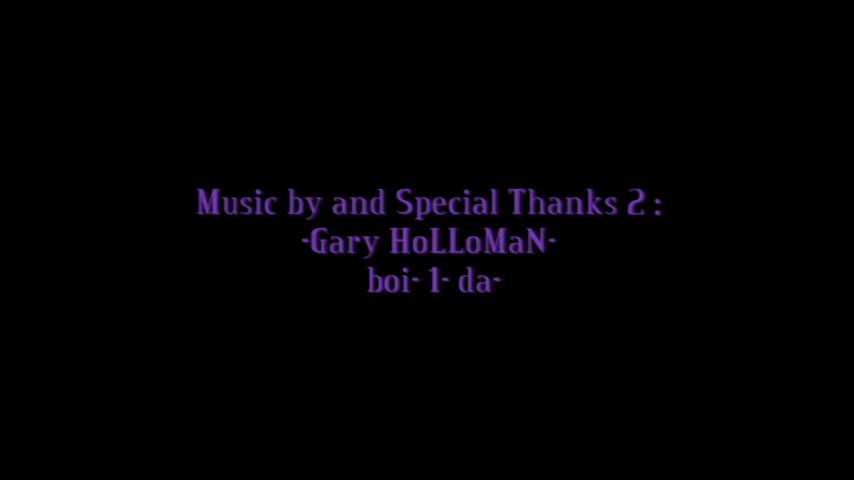 Music by and Special Thanks 2 :
-Gary HoLLoMaN-
boi- 1- da-